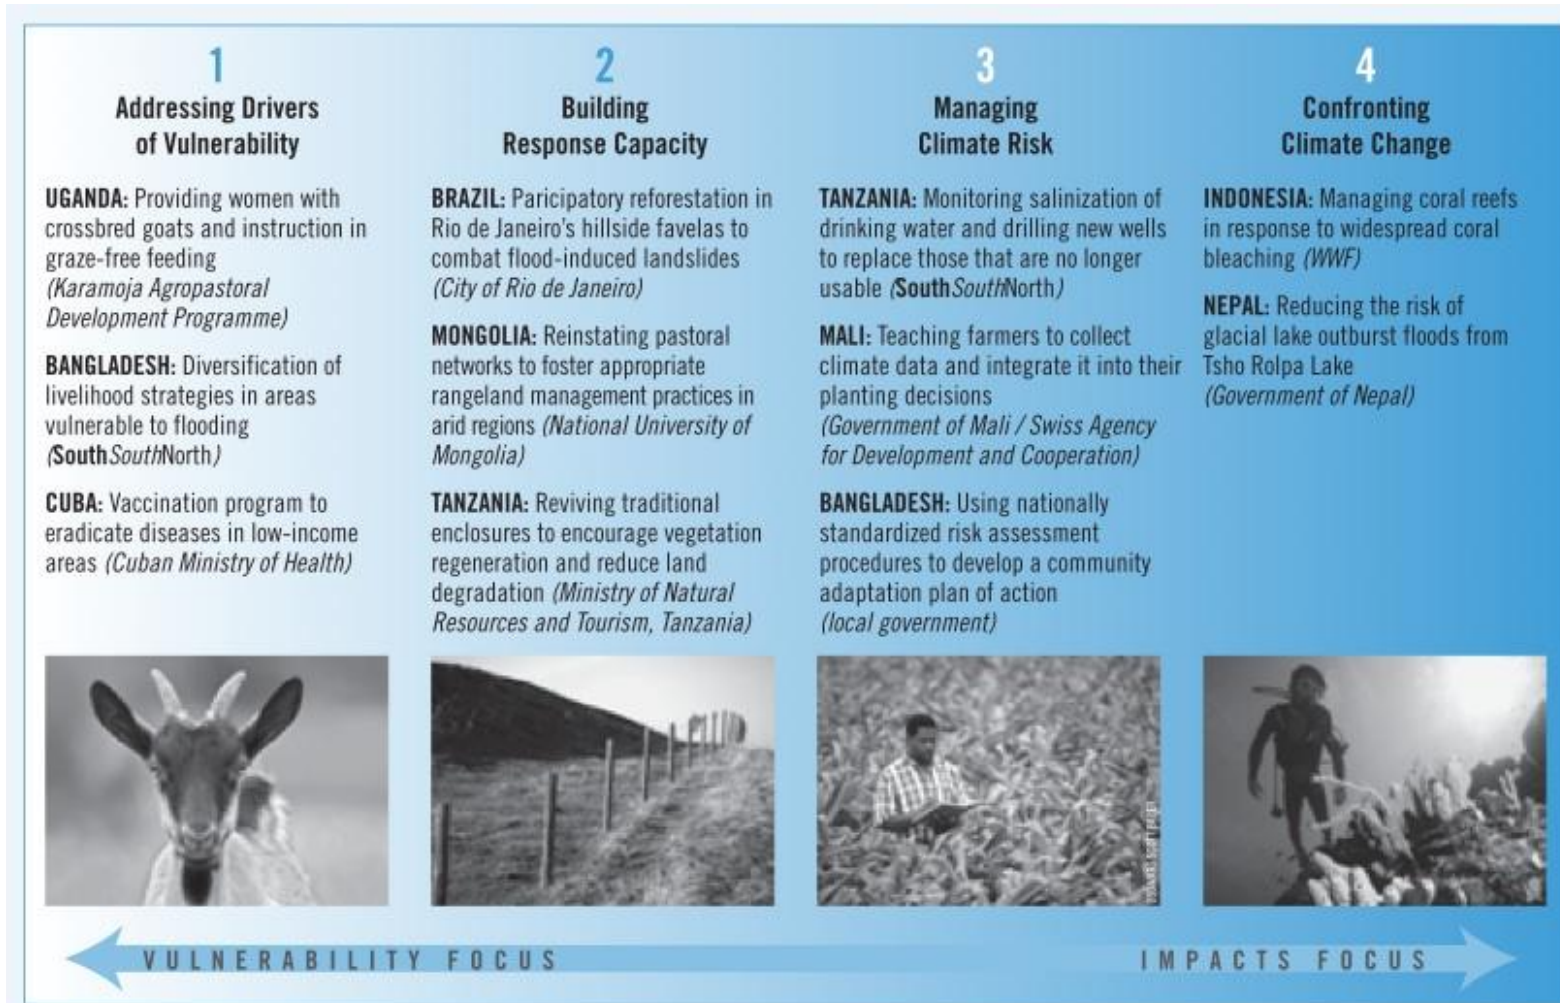 1
Addressing Drivers
of Vulnerability
UGANDA: Providing women with
crossbred goats and instruction in
graze-free feeding
(Karamoja Agropastoral
Development Programme)
BANGLADESH: Diversification of
livelihood strategies in areas
vulnerable to flooding
(SouthSouthNorth)
CUBA: Vaccination program to
eradicate diseases in low-income
areas (Cuban Ministry of Health)
2
Building
Response Capacity
BRAZIL: Paricipatory reforestation in
Rio de Janeiro's hillside favelas to
combat flood-induced landslides
(City of Rio de Janeiro)
MONGOLIA: Reinstating pastoral
networks to foster appropriate
rangeland management practices in
arid regions (National University of
Mongolia)
TANZANIA: Reviving traditional
enclosures to encourage vegetation
regeneration and reduce land
degradation (Ministry of Natural
Resources and Tourism, Tanzania)
3
Managing
Climate Risk
TANZANIA: Monitoring salinization of
drinking water and drilling new wells
to replace those that are no longer
usable (SouthSouthNorth)
MALI: Teaching farmers to collect
climate data and integrate it into their
planting decisions
(Government of Mali / Swiss Agency
for Development and Cooperation)
BANGLADESH: Using nationally
standardized risk assessment
procedures to develop a community
adaptation plan of action
(local government)
4
Confronting
Climate Change
INDONESIA: Managing coral reefs
in response to widespread coral
bleaching (WWF)
NEPAL: Reducing the risk of
glacial lake outburst floods from
Tsho Rolpa Lake
(Government of Nepal)
VULNERABILITY FOCUS
IMPACTS FOCUS